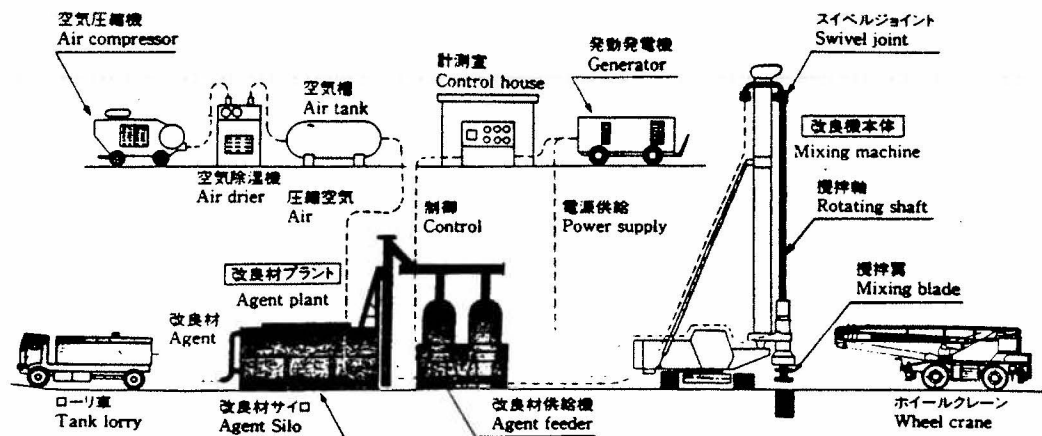 空気圧縮機
Air compressor
空気槽
Air tank
計測室
Control house
発動発電機
Generator
スイベルジョイント
Swivel joint
改良機本体
Mixing machine
空気除湿機
Air drier
圧縮空気
Air
制御
Control
電源供給
Power supply
攪拌軸
Rotating shaft
改良材プラント
Agent plant
攪拌翼
Mixing blade
改良材
Agent
ローリ車
Tank lorry
改良材サイロ
Agent Silo
改良材供給機
Agent feeder
ホイールクレーン
Wheel crane